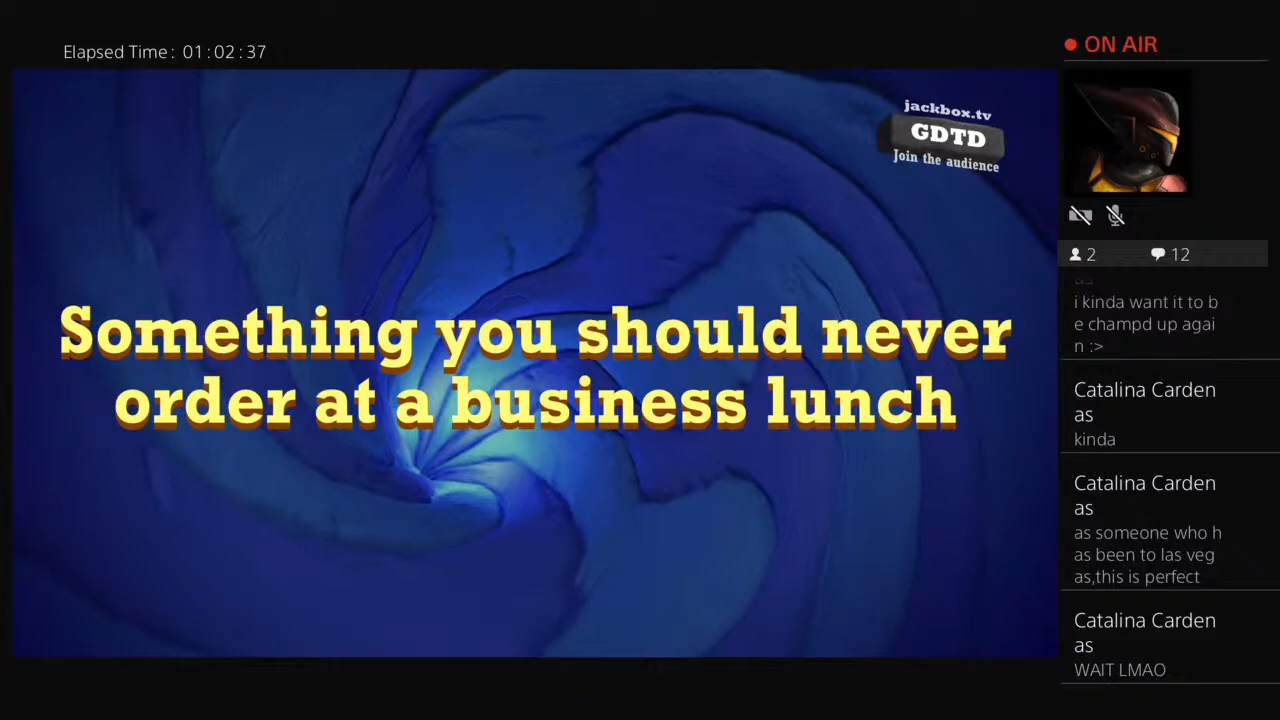 Elapsed Time: 01:02:37
ON AIR
jackbox.tv
GDTD
Join the audience
Something you should never
order at a business lunch
2
12
as
i kinda want it to b
e champd up agai
n :>
Catalina Carden
as
kinda
Catalina Carden
as
as someone who h
as been to las veg
as,this is perfect
Catalina Carden
as
WAIT LMAO